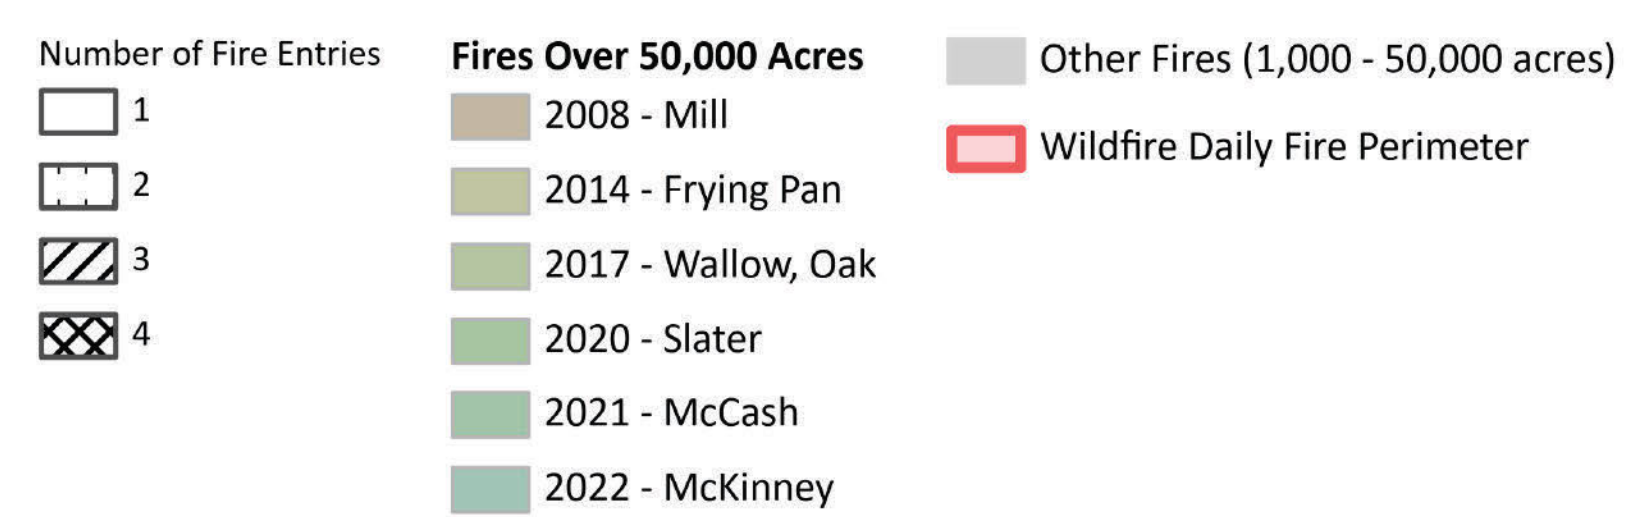 Number of Fire Entries
1
2
3
4
Fires Over 50,000 Acres
2008 - Mill
2014 - Frying Pan
2017 - Wallow, Oak
2020 - Slater
2021 - McCash
2022 - McKinney
Other Fires (1,000 - 50,000 acres)
Wildfire Daily Fire Perimeter